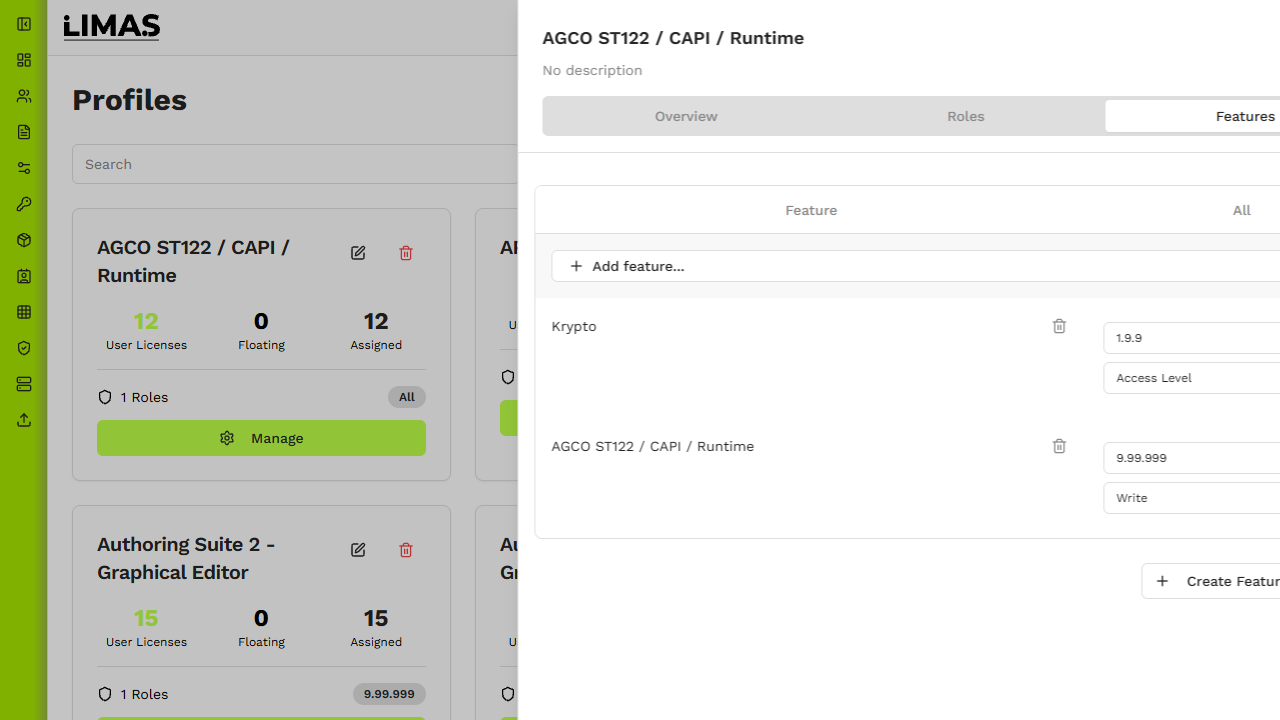 LIMAS
Profiles
Search
AGCO ST122 / CAPI /
Runtime
12
0
12
User Licenses
Floating
Assigned
1 Roles
All
Manage
Authoring Suite 2 -
Graphical Editor
15
0
15
User Licenses
Floating
Assigned
1 Roles
9.99.999
AGCO ST122 / CAPI / Runtime
No description
Overview
Roles
Features
Feature
All
Add feature...
Krypto
1.9.9
Access Level
AGCO ST122 / CAPI / Runtime
9.99.999
Write
Create Featur